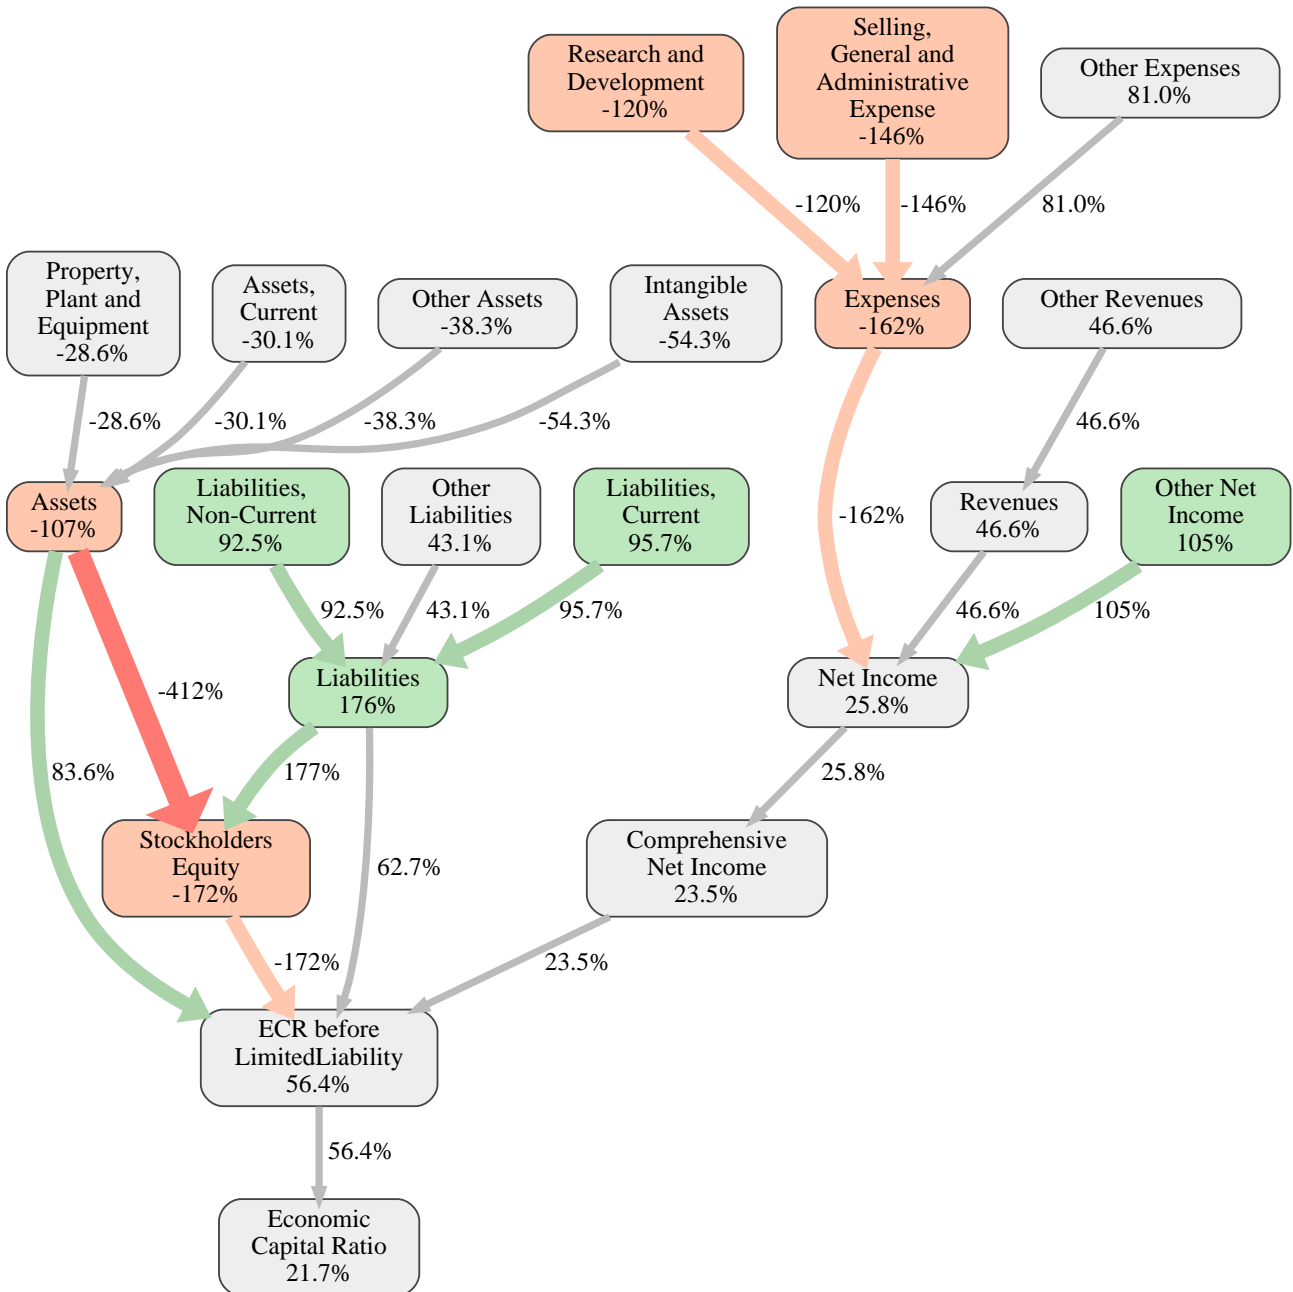 Research and
Development
-120%
Selling,
General and
Administrative
Expense
-146%
Other Expenses
81.0%
-120%
-146%
81.0%
Property,
Plant and
Equipment
-28.6%
Assets,
Current
-30.1%
Other Assets
-38.3%
Intangible
Assets
-54.3%
Expenses
-162%
Other Revenues
46.6%
-28.6%
-30.1%
-38.3%
-54.3%
46.6%
Assets
-107%
Liabilities,
Non-Current
92.5%
Other
Liabilities
43.1%
Liabilities,
Current
95.7%
-162%
Revenues
46.6%
Other Net
Income
105%
92.5%
43.1%
95.7%
46.6%
105%
-412%
Liabilities
176%
Net Income
25.8%
83.6%
177%
25.8%
Stockholders
Equity
-172%
62.7%
Comprehensive
Net Income
23.5%
-172%
23.5%
ECR before
LimitedLiability
56.4%
56.4%
Economic
Capital Ratio
21.7%